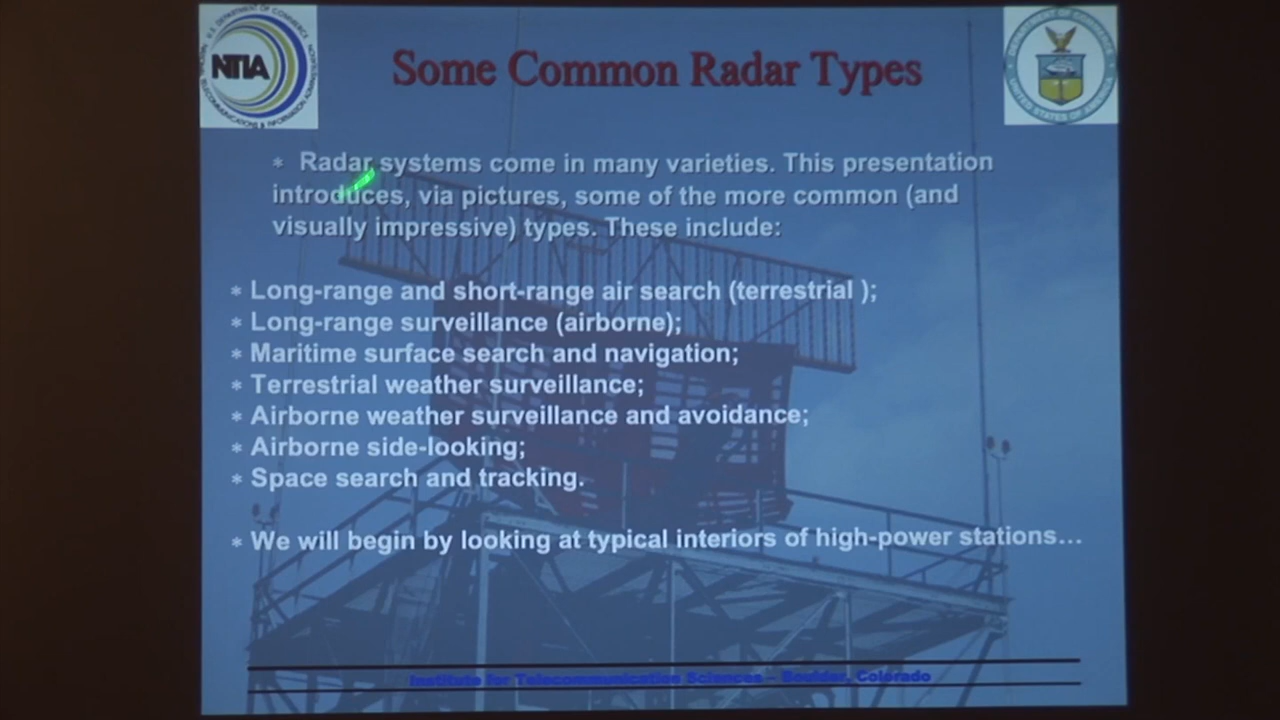 NTIA
Some Common Radar Types
* Radar systems come in many varieties. This presentation
introduces, via pictures, some of the more common (and
visually impressive) types. These include:
* Long-range and short-range air search (terrestrial );
* Long-range surveillance (airborne);
* Maritime surface search and navigation;
* Terrestrial weather surveillance;
* Airborne weather surveillance and avoidance;
* Airborne side-looking;
* Space search and tracking.
* We will begin by looking at typical interiors of high-power stations…
Institute for Telecommunication Sciences – Boulder, Colorado